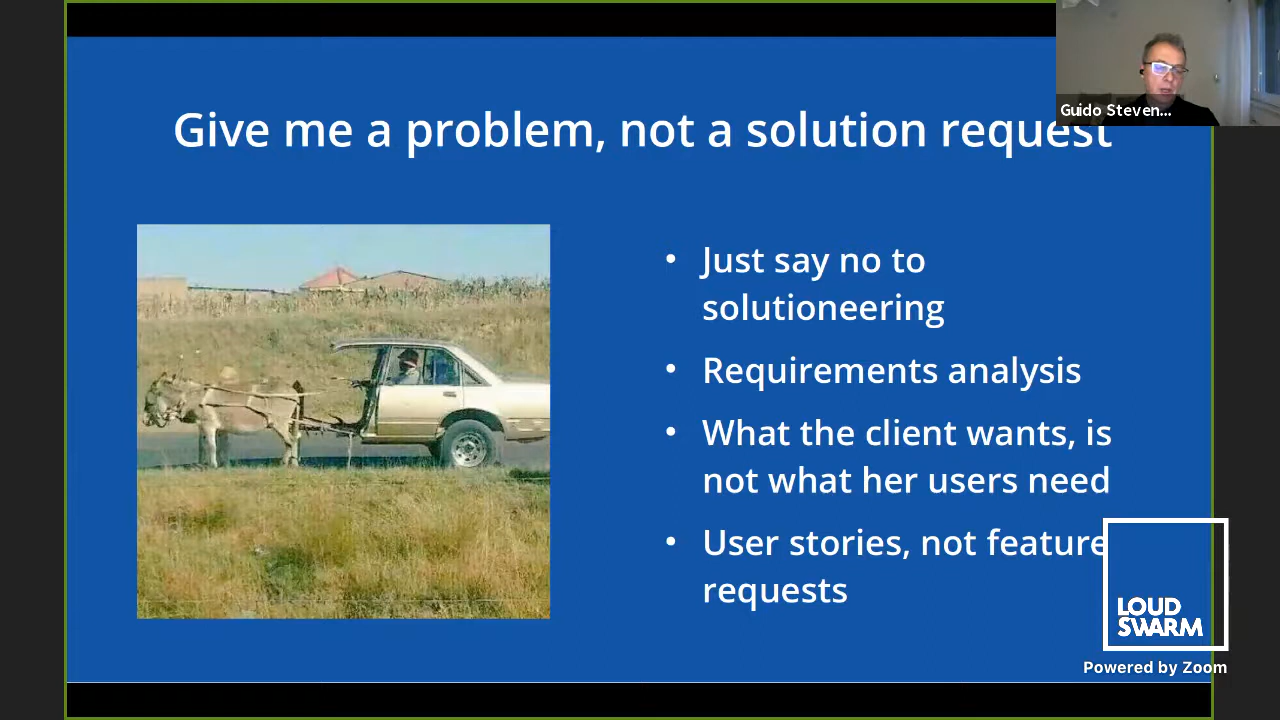 Give me a problem, not a solution request
Guido Steven...
• Just say no to
solutioneering
• Requirements analysis
• What the client wants, is
not what her users need
• User stories, not feature
requests
LOUD
SWARM
Powered by Zoom